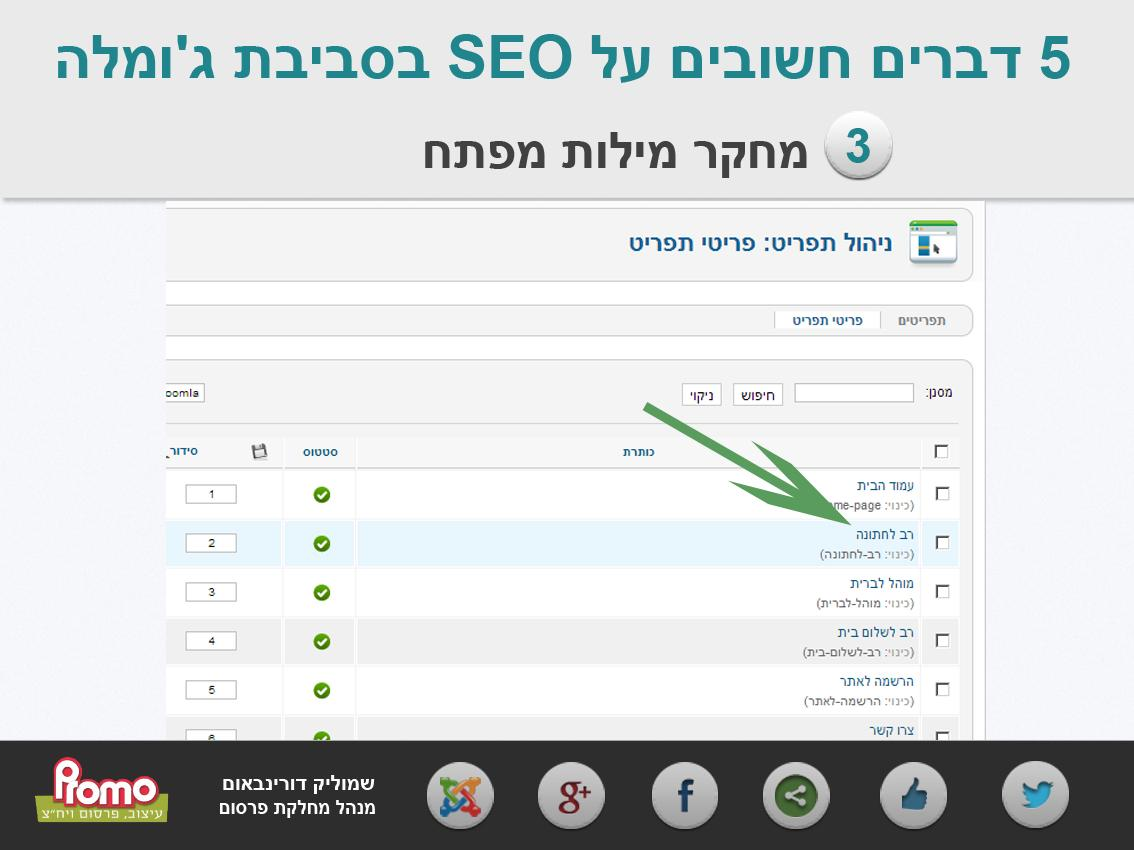 5 דברים חשובים על SEO בסביבת ג'ומלה
3 מחקר מילות מפתח
ניהול תפריט: פריטי תפריט
תפריטים פריטי תפריט
מסנן: חיפוש ניקוי oomla
כותרת סטטוס סידור
עמוד הבית
(כינוי: me-page
1
רב לחתונה
(כינוי: רב-לחתונה)
2
מוהל לברית
(כינוי: מוהל-לברית)
3
רב לשלום בית
(כינוי: רב-לשלום-בית)
4
הרשמה לאתר
(כינוי: הרשמה-לאתר)
5
צרו קשר
6
שמוליק דורינבאום
מנהל מחלקת פרסום
Promo
עיצוב, פרסום ויח״צ
g+
f